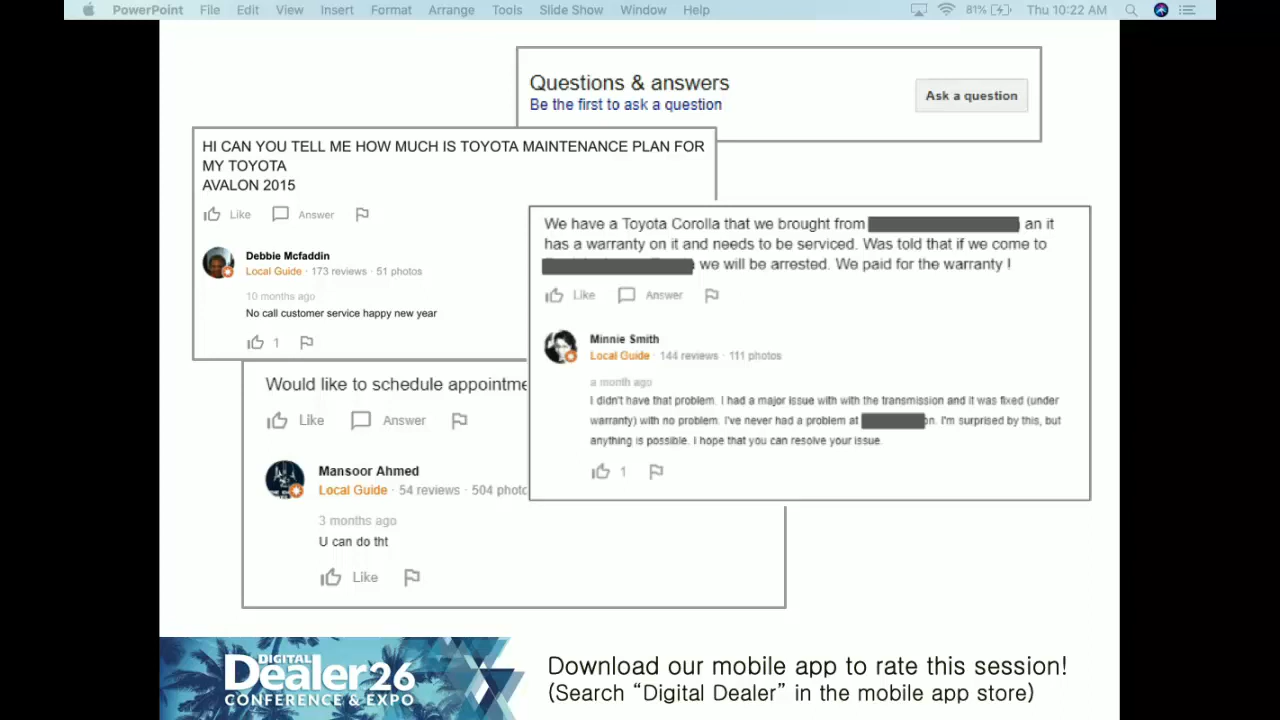 PowerPoint File Edit View Insert Format Arrange Tools Slide Show Window Help 81% Thu 10:22 AM
Questions & answers
Be the first to ask a question
Ask a question
HI CAN YOU TELL ME HOW MUCH IS TOYOTA MAINTENANCE PLAN FOR
MY TOYOTA
AVALON 2015
Like Answer
Debbie Mcfaddin
Local Guide · 173 reviews · 51 photos
10 months ago
No call customer service happy new year
1
We have a Toyota Corolla that we brought from an it
has a warranty on it and needs to be serviced. Was told that if we come to
we will be arrested. We paid for the warranty !
Like Answer
Minnie Smith
Local Guide · 144 reviews · 111 photos
a month ago
I didn't have that problem. I had a major issue with with the transmission and it was fixed (under
warranty) with no problem. I've never had a problem at n. I'm surprised by this, but
anything is possible. I hope that you can resolve your issue.
1
Would like to schedule appointme
Like Answer
Mansoor Ahmed
Local Guide · 54 reviews · 504 photo
3 months ago
U can do tht
Like
DIGITAL
Dealer26
CONFERENCE & EXPO
Download our mobile app to rate this session!
(Search “Digital Dealer” in the mobile app store)